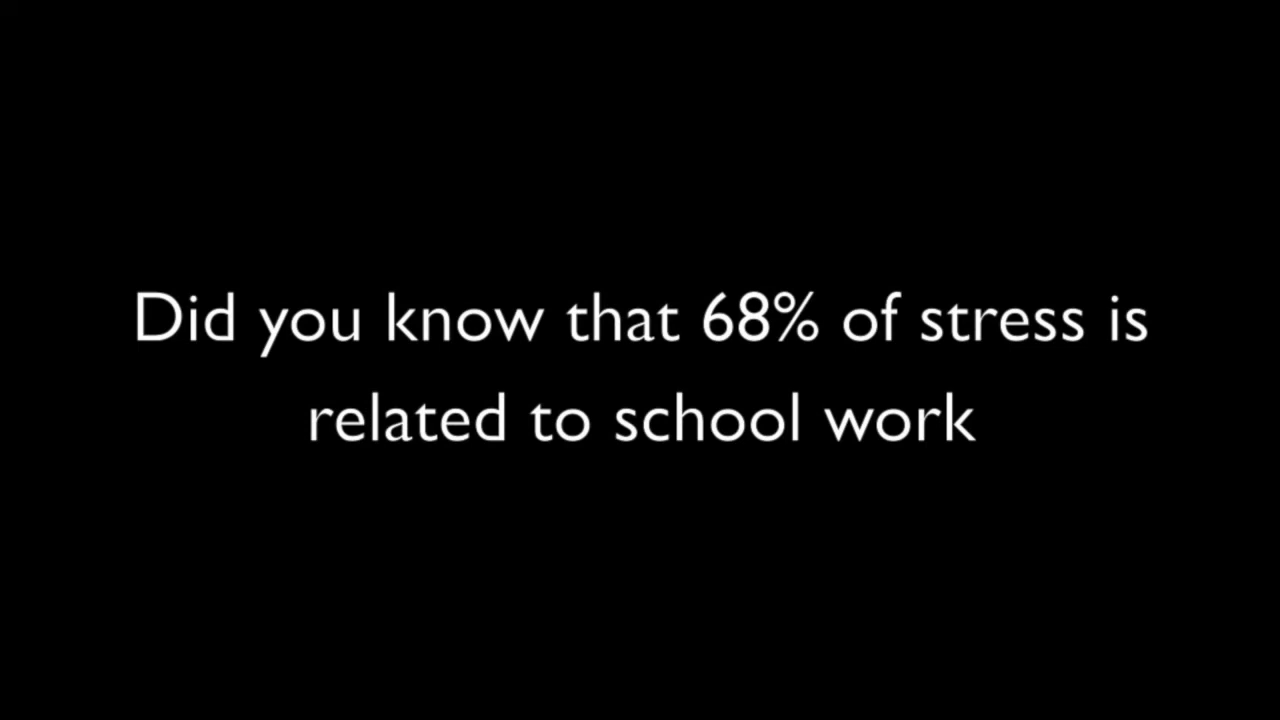 Did you know that 68% of stress is
related to school work